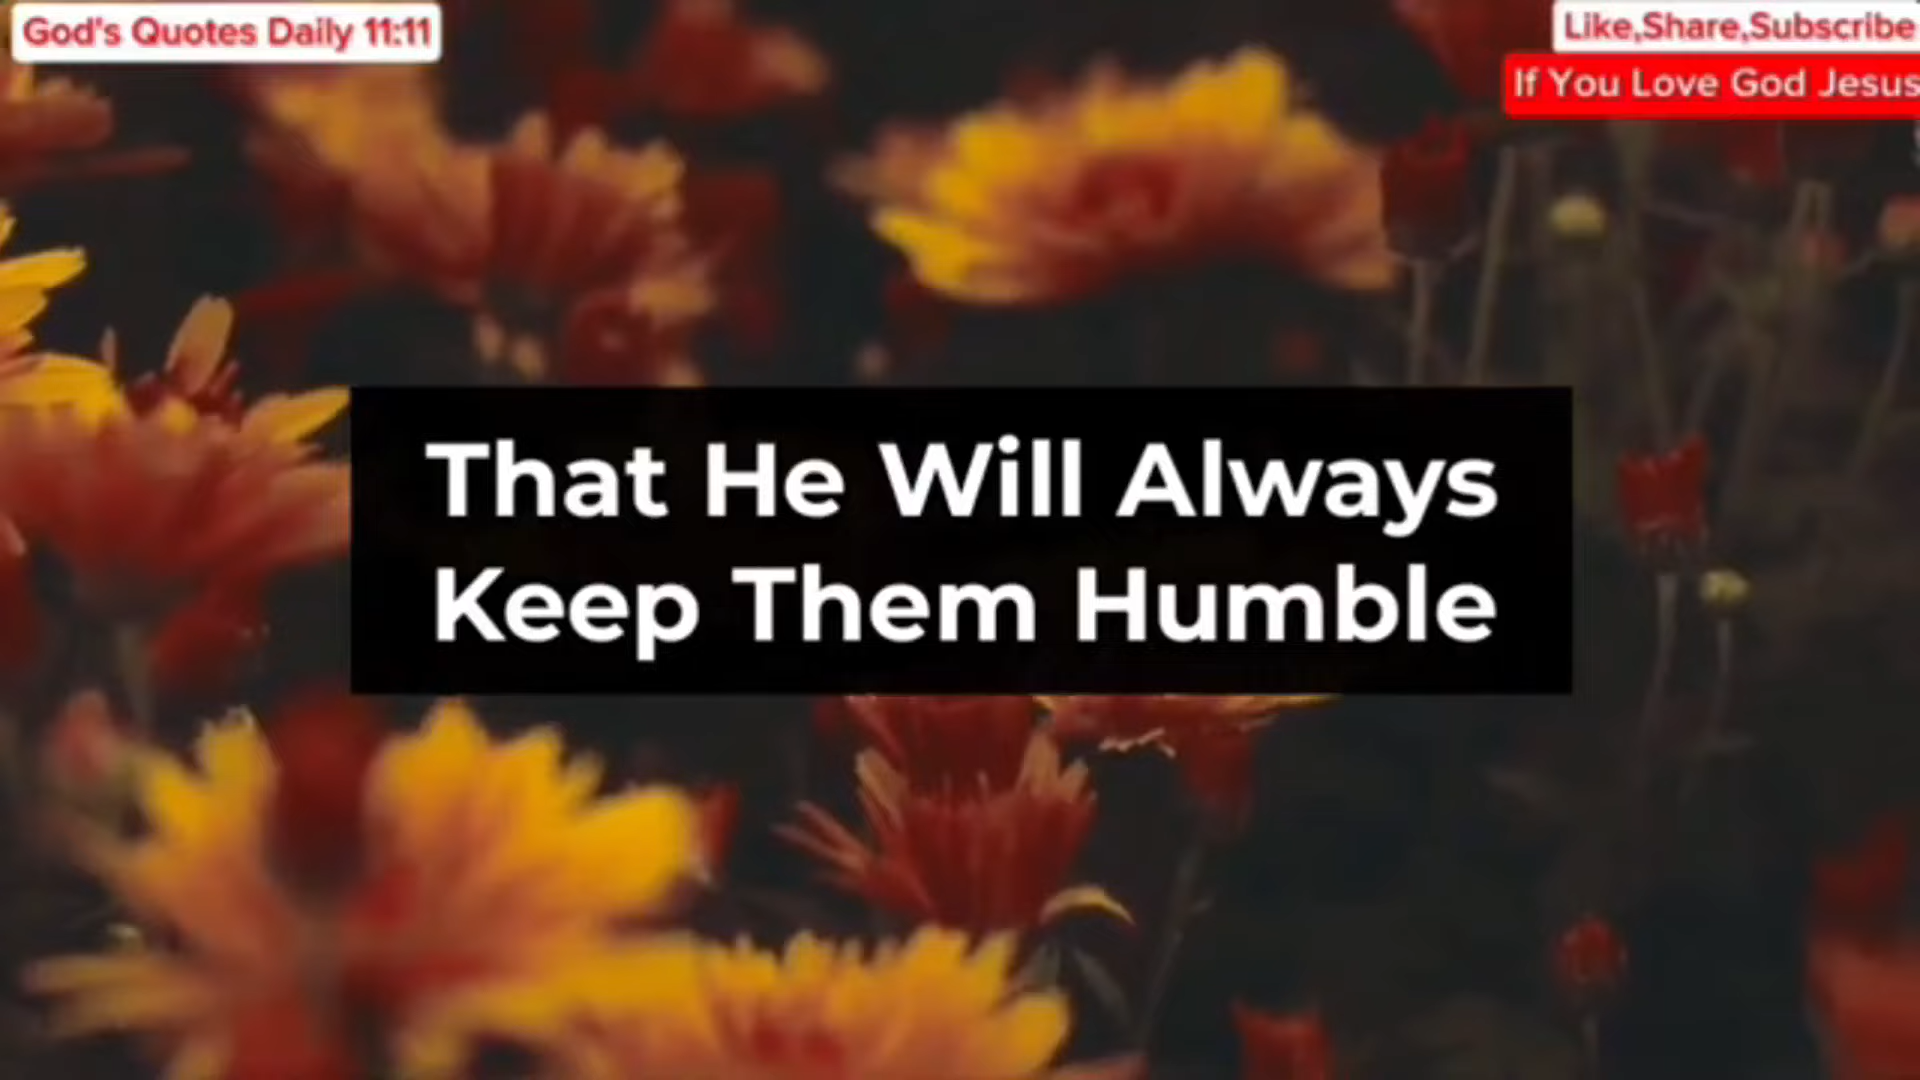 God's Quotes Daily 11:11
Like,Share,Subscribe
If You Love God Jesus
That He Will Always
Keep Them Humble